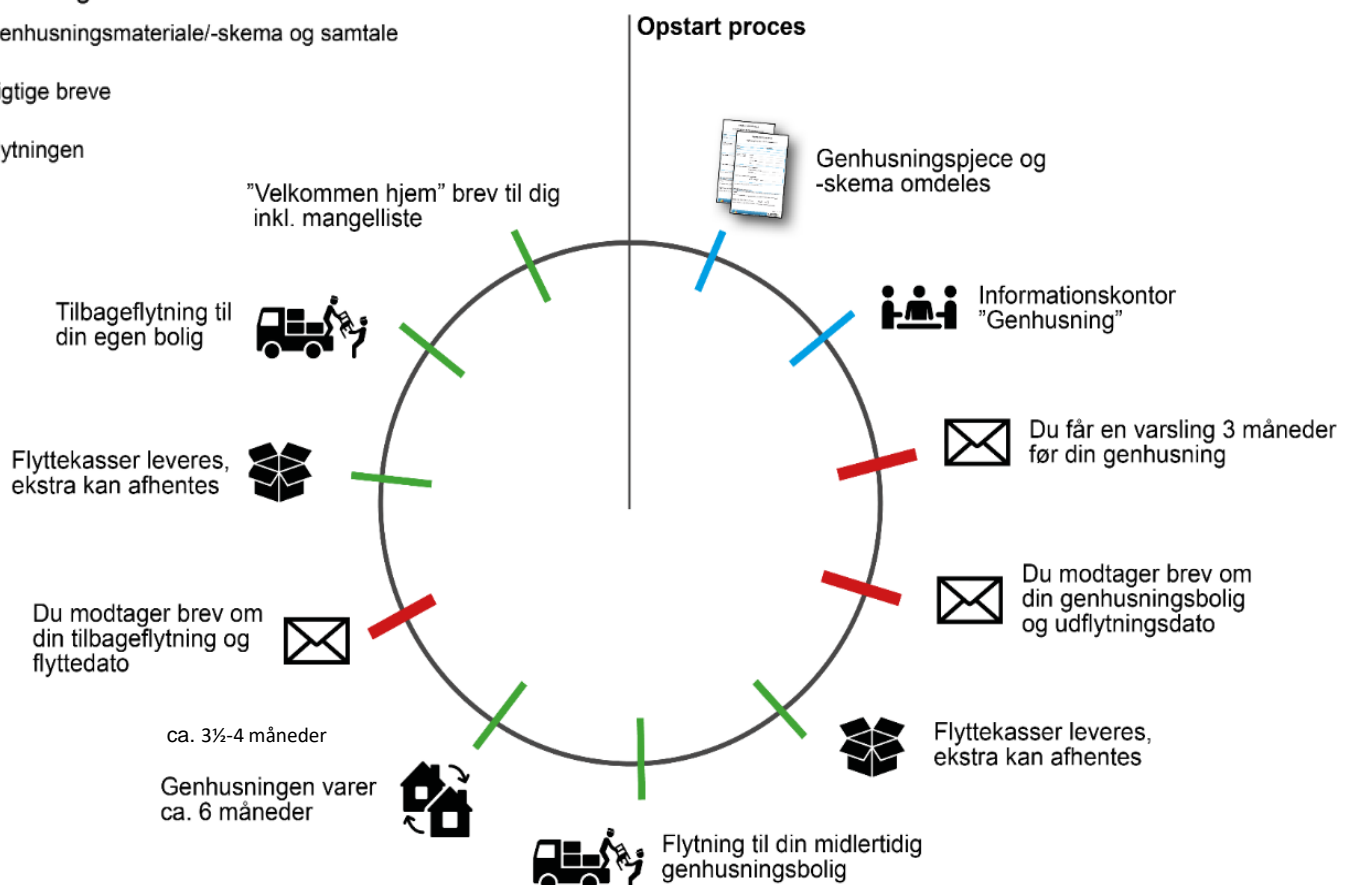 enhusningsmateriale/-skema og samtale
igtige breve
ytningen
Opstart proces
Genhusningspjece og
-skema omdeles
Informationskontor
"Genhusning"
Du får en varsling 3 måneder
før din genhusning
Du modtager brev om
din genhusningsbolig
og udflytningsdato
Flyttekasser leveres,
ekstra kan afhentes
Flytning til din midlertidig
genhusningsbolig
ca. 3½-4 måneder
Genhusningen varer
ca. 6 måneder
Du modtager brev om
din tilbageflytning og
flyttedato
Flyttekasser leveres,
ekstra kan afhentes
Tilbageflytning til
din egen bolig
"Velkommen hjem" brev til dig
inkl. mangelliste